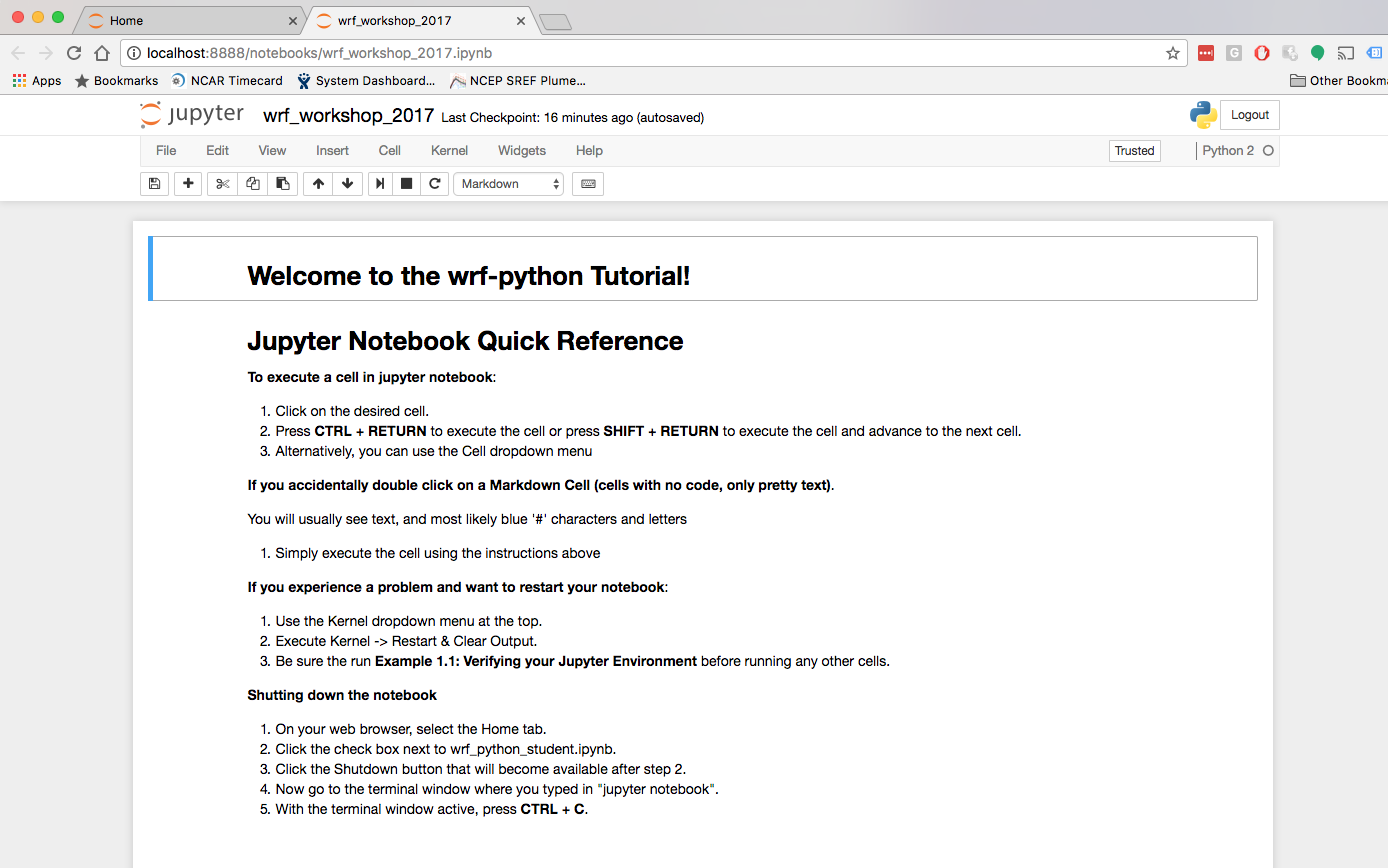 Home
wrf_workshop_2017
localhost:8888/notebooks/wrf_workshop_2017.ipynb
G
Apps
Bookmarks
NCAR Timecard
System Dashboard...
NCEP SREF Plume...
Other Bookma
jupyter
wrf_workshop_2017 Last Checkpoint: 16 minutes ago (autosaved)
Logout
File
Edit
View
Insert
Cell
Kernel
Widgets
Help
Trusted
Python 2
Markdown
Welcome to the wrf-python Tutorial!
Jupyter Notebook Quick Reference
To execute a cell in jupyter notebook:
1. Click on the desired cell.
2. Press CTRL + RETURN to execute the cell or press SHIFT + RETURN to execute the cell and advance to the next cell.
3. Alternatively, you can use the Cell dropdown menu
If you accidentally double click on a Markdown Cell (cells with no code, only pretty text).
You will usually see text, and most likely blue '#' characters and letters
1. Simply execute the cell using the instructions above
If you experience a problem and want to restart your notebook:
1. Use the Kernel dropdown menu at the top.
2. Execute Kernel -> Restart & Clear Output.
3. Be sure the run Example 1.1: Verifying your Jupyter Environment before running any other cells.
Shutting down the notebook
1. On your web browser, select the Home tab.
2. Click the check box next to wrf_python_student.ipynb.
3. Click the Shutdown button that will become available after step 2.
4. Now go to the terminal window where you typed in "jupyter notebook".
5. With the terminal window active, press CTRL + C.